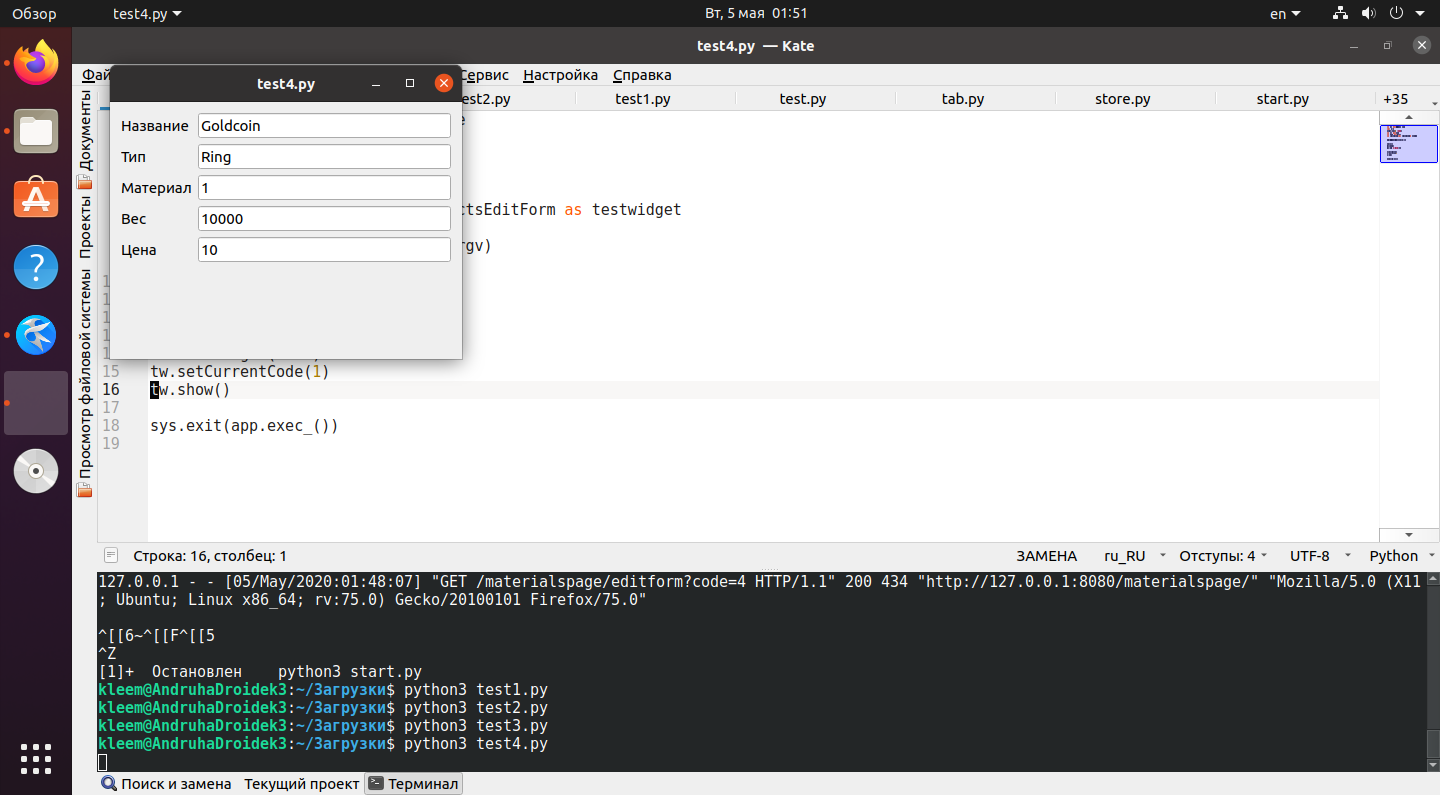 Обзор test4.py Вт, 5 мая 01:51 en
test4.py — Kate
Фай Сервис Настройка Справка
test4.py
est2.py test1.py test.py tab.py store.py start.py +35
Документы
Проекты
Просмотр файловой системы
Название Goldcoin
Тип Ring
Материал 1
Вес 10000
Цена 10
e
ctsEditForm as testwidget
rgv)
15 tw.setCurrentCode(1)
16 tw.show()
17
18 sys.exit(app.exec_())
19
Строка: 16, столбец: 1 ЗАМЕНА ru_RU Отступы: 4 UTF-8 Python
127.0.0.1 - - [05/May/2020:01:48:07] "GET /materialspage/editform?code=4 HTTP/1.1" 200 434 "http://127.0.0.1:8080/materialspage/" "Mozilla/5.0 (X11
; Ubuntu; Linux x86_64; rv:75.0) Gecko/20100101 Firefox/75.0"
^[[6~^[[F^[[5
^Z
[1]+ Остановлен python3 start.py
kleem@AndruhaDroidek3:~/Загрузки$ python3 test1.py
kleem@AndruhaDroidek3:~/Загрузки$ python3 test2.py
kleem@AndruhaDroidek3:~/Загрузки$ python3 test3.py
kleem@AndruhaDroidek3:~/Загрузки$ python3 test4.py
Поиск и замена Текущий проект Терминал